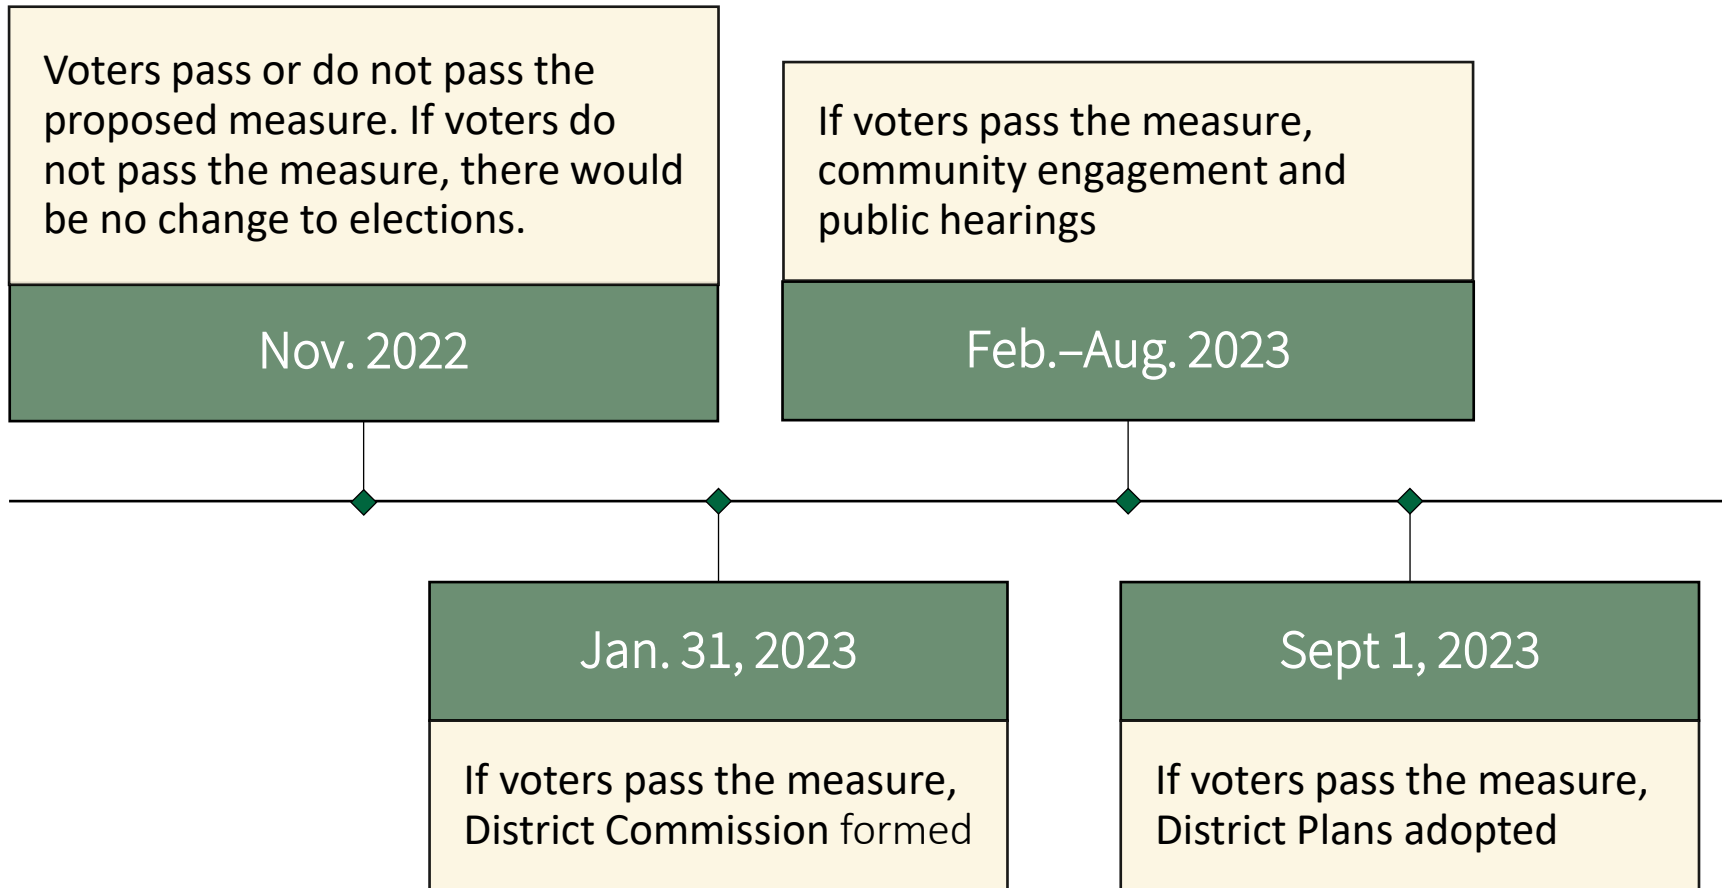 Voters pass or do not pass the
proposed measure. If voters do
not pass the measure, there would
be no change to elections.
Nov. 2022
If voters pass the measure,
community engagement and
public hearings
Feb.–Aug. 2023
Jan. 31, 2023
If voters pass the measure,
District Commission formed
Sept 1, 2023
If voters pass the measure,
District Plans adopted